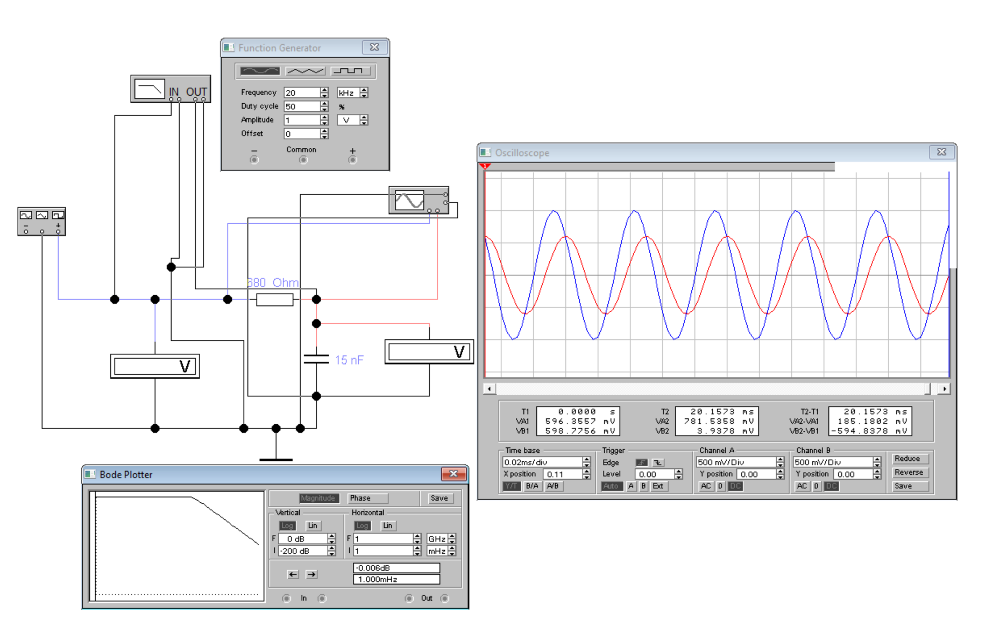 Function Generator
Frequency 20 kHz
Duty cycle 50 %
Amplitude 1 V
Offset 0
− Common +
IN OUT
− +
680 Ohm
V
V
15 nF
Oscilloscope
1
T1 0.0000 s
VA1 596.3557 mV
VB1 598.7756 mV
T2 20.1573 ms
VA2 781.5358 mV
VB2 3.9378 mV
T2-T1 20.1573 ms
VA2-VA1 185.1802 mV
VB2-VB1 -594.8378 mV
Time base
0.02ms/div
X position 0.11
Y/T B/A A/B
Trigger
Edge
Level 0.00
Auto A B Ext
Channel A
500 mV/Div
Y position 0.00
AC 0 DC
Channel B
500 mV/Div
Y position 0.00
AC 0 DC
Reduce
Reverse
Save
Bode Plotter
Magnitude Phase Save
Vertical
Log Lin
F 0 dB
I -200 dB
Horizontal
Log Lin
F 1 GHz
I 1 mHz
-0.006dB
1.000mHz
In Out